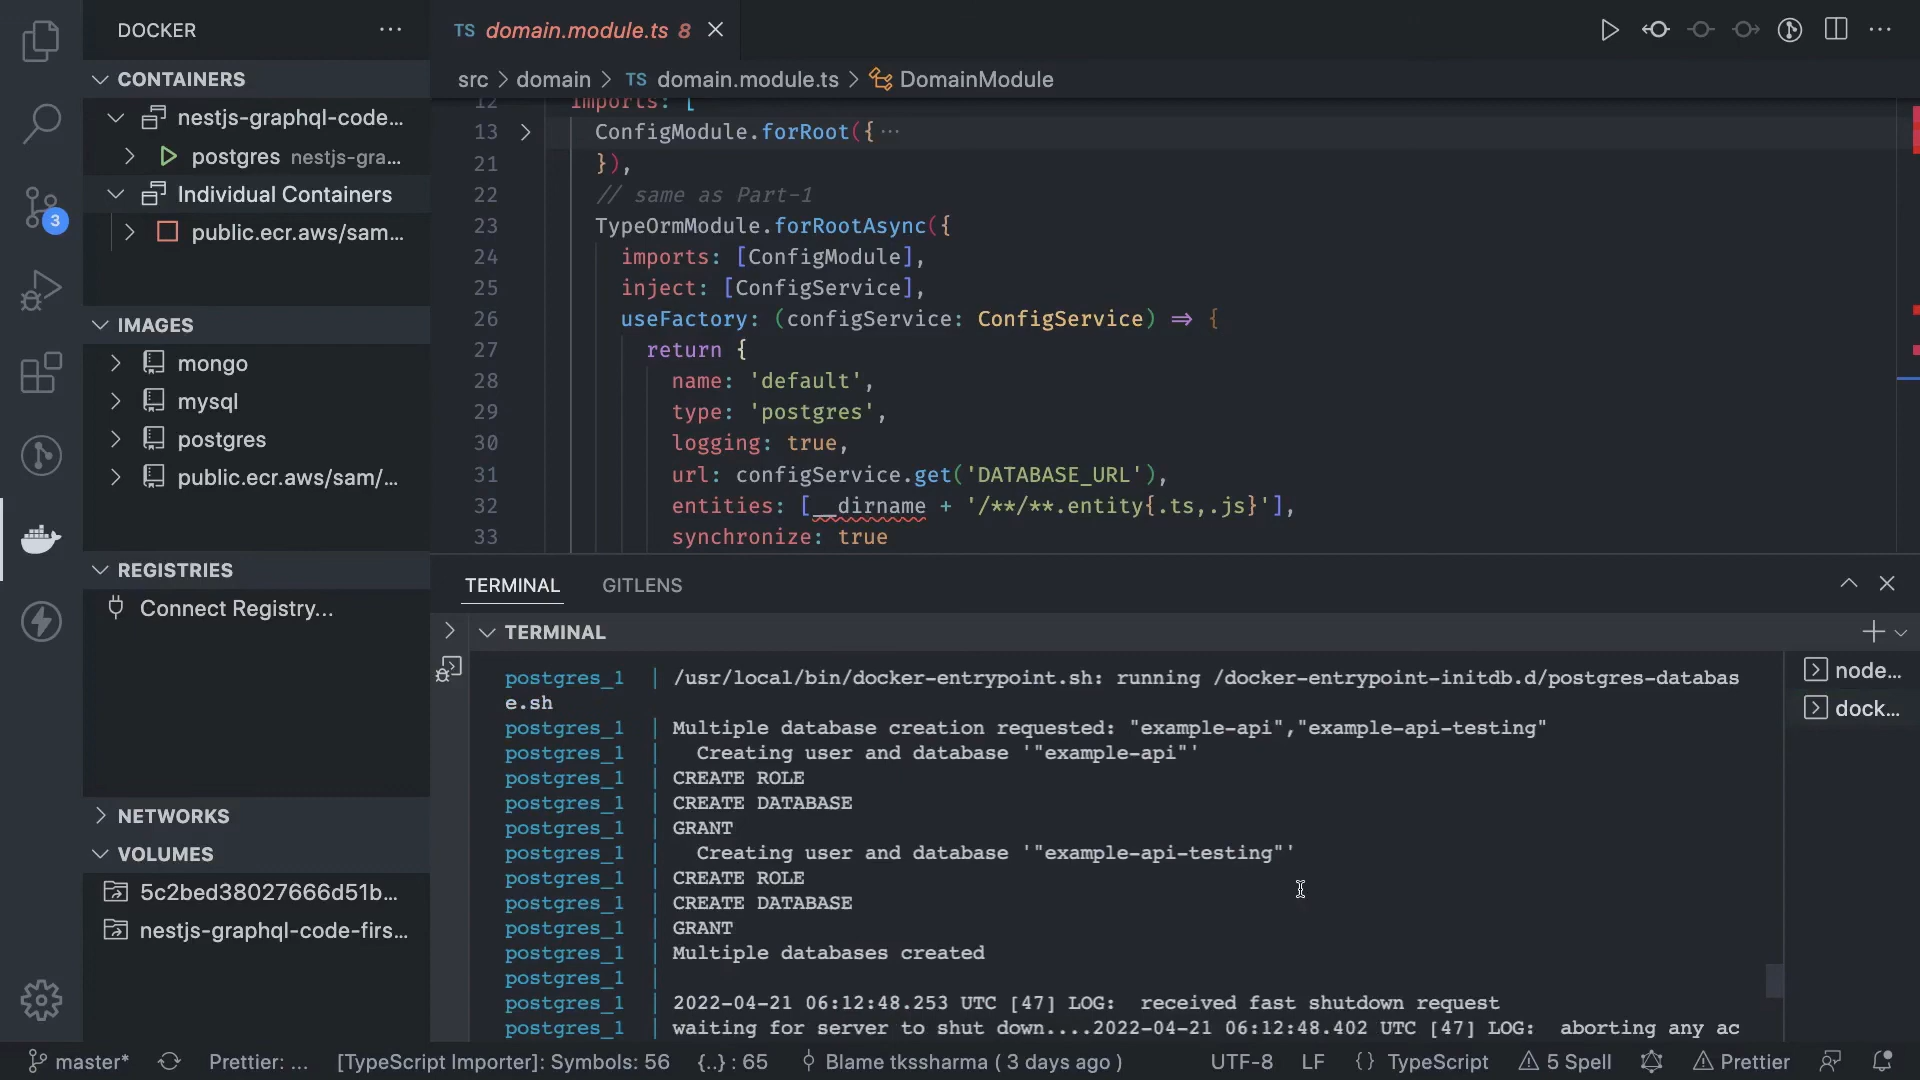 DOCKER
CONTAINERS
nestjs-graphql-code...
postgres nestjs-gra...
Individual Containers
public.ecr.aws/sam...
IMAGES
mongo
mysql
postgres
public.ecr.aws/sam/...
REGISTRIES
Connect Registry...
NETWORKS
VOLUMES
5c2bed38027666d51b...
nestjs-graphql-code-firs...
3
TS domain.module.ts 8
src > domain > TS domain.module.ts > DomainModule
12 imports: [
13 ConfigModule.forRoot({ ...
21 }),
22 // same as Part-1
23 TypeOrmModule.forRootAsync({
24 imports: [ConfigModule],
25 inject: [ConfigService],
26 useFactory: (configService: ConfigService) ⇒ {
27 return {
28 name: 'default',
29 type: 'postgres',
30 logging: true,
31 url: configService.get('DATABASE_URL'),
32 entities: [__dirname + '/**/**.entity{.ts,.js}'],
33 synchronize: true
TERMINAL GITLENS
TERMINAL
postgres_1 | /usr/local/bin/docker-entrypoint.sh: running /docker-entrypoint-initdb.d/postgres-databas
e.sh
postgres_1 | Multiple database creation requested: "example-api","example-api-testing"
postgres_1 | Creating user and database '"example-api"'
postgres_1 | CREATE ROLE
postgres_1 | CREATE DATABASE
postgres_1 | GRANT
postgres_1 | Creating user and database '"example-api-testing"'
postgres_1 | CREATE ROLE
postgres_1 | CREATE DATABASE
postgres_1 | GRANT
postgres_1 | Multiple databases created
postgres_1 |
postgres_1 | 2022-04-21 06:12:48.253 UTC [47] LOG: received fast shutdown request
postgres_1 | waiting for server to shut down....2022-04-21 06:12:48.402 UTC [47] LOG: aborting any ac
node...
dock...
master* Prettier: ... [TypeScript Importer]: Symbols: 56 {..} : 65 Blame tkssharma ( 3 days ago ) UTF-8 LF {} TypeScript 5 Spell Prettier